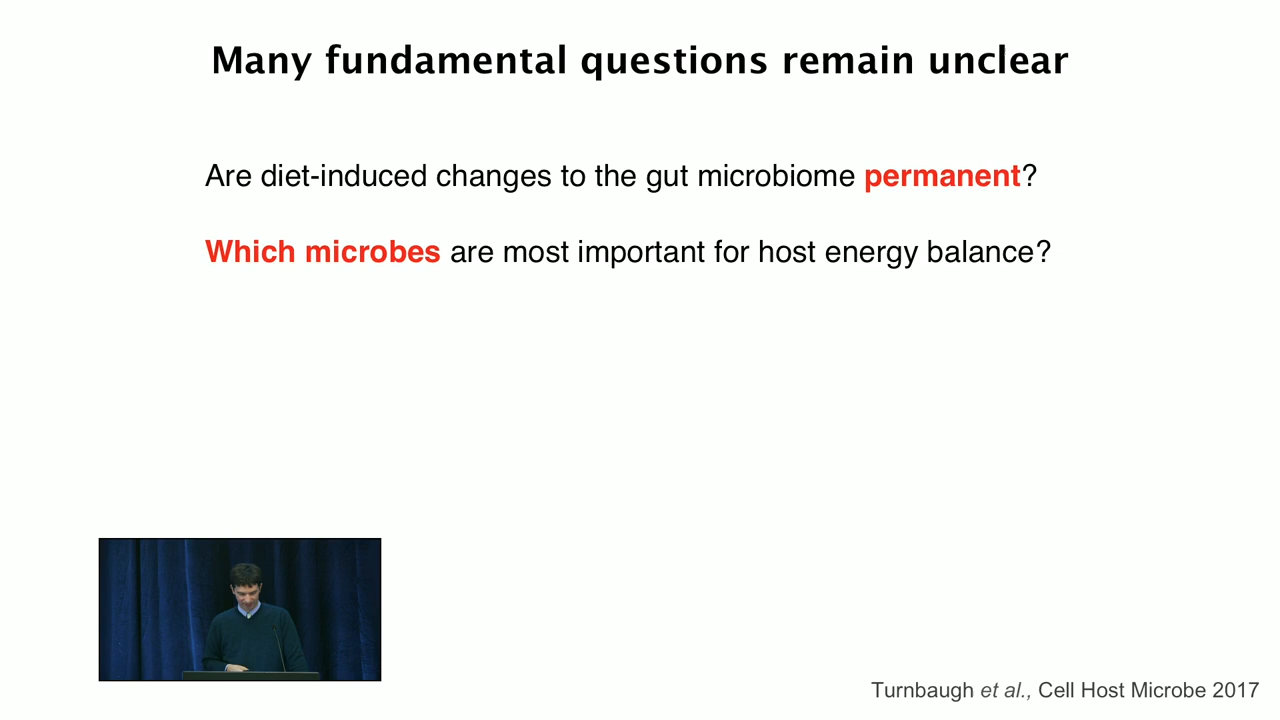 Many fundamental questions remain unclear
Are diet-induced changes to the gut microbiome permanent?
Which microbes are most important for host energy balance?
Turnbaugh et al., Cell Host Microbe 2017